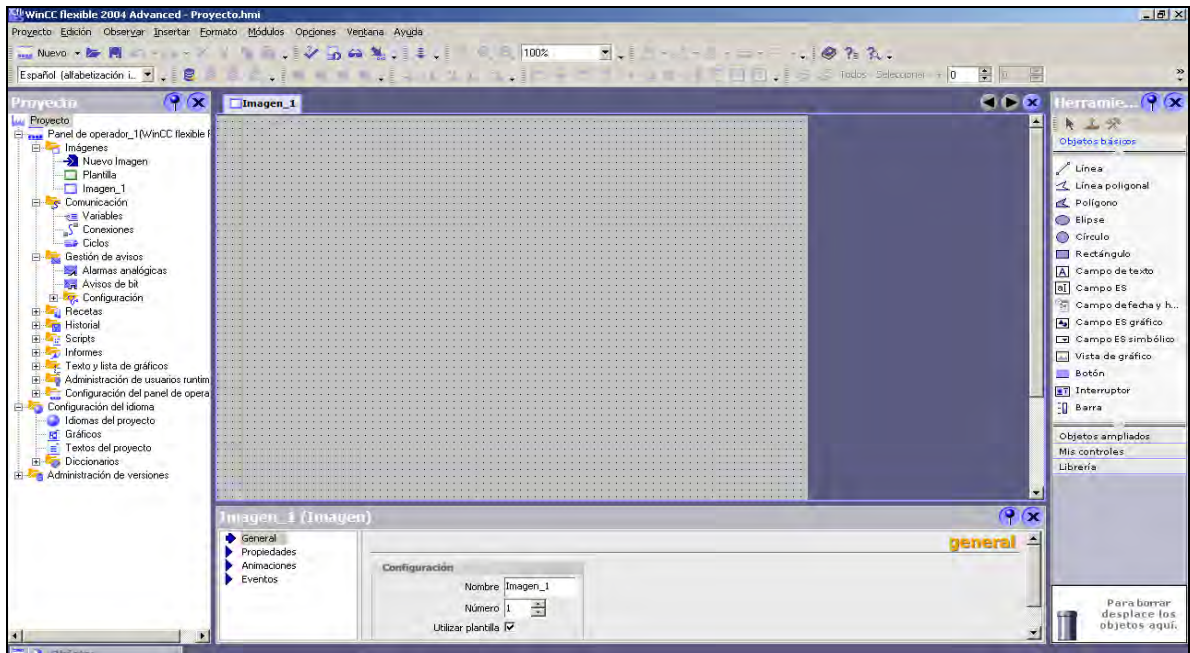 WinCC flexible 2004 Advanced - Proyecto.hmi
Proyecto Edición Observar Insertar Formato Módulos Opciones Ventana Ayuda
Nuevo 100%
Español (alfabetización i... Todos 0
Proyecto
Proyecto
Panel de operador_1(WinCC flexible
Imágenes
Nuevo Imagen
Plantilla
Imagen_1
Comunicación
Variables
Conexiones
Ciclos
Gestión de avisos
Alarmas analógicas
Avisos de bit
Configuración
Recetas
Historial
Scripts
Informes
Texto y lista de gráficos
Administración de usuarios runtim
Configuración del panel de opera
Configuración del idioma
Idiomas del proyecto
Gráficos
Textos del proyecto
Diccionarios
Administración de versiones
Imagen_1
Imagen_1 (Imagen)
General
Propiedades
Animaciones
Eventos
general
Configuración
Nombre Imagen_1
Número 1
Utilizar plantilla
Herramie...
Objetos básicos
Línea
Línea poligonal
Polígono
Elipse
Círculo
Rectángulo
Campo de texto
Campo ES
Campo de fecha y h...
Campo ES gráfico
Campo ES simbólico
Vista de gráfico
Botón
Interruptor
Barra
Objetos ampliados
Mis controles
Librería
Para borrar
desplace los
objetos aquí.